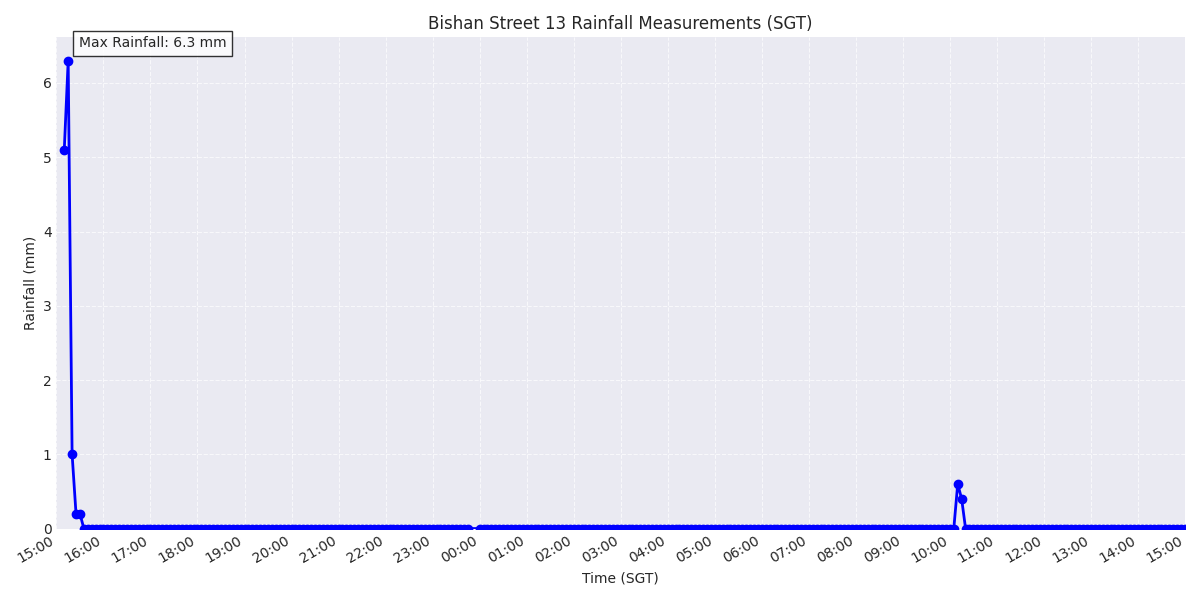 Bishan Street 13 Rainfall Measurements (SGT)
Max Rainfall: 6.3 mm
Rainfall (mm)
6
5
4
3
2
1
0
15:00 16:00 17:00 18:00 19:00 20:00 21:00 22:00 23:00 00:00 01:00 02:00 03:00 04:00 05:00 06:00 07:00 08:00 09:00 10:00 11:00 12:00 13:00 14:00 15:00
Time (SGT)